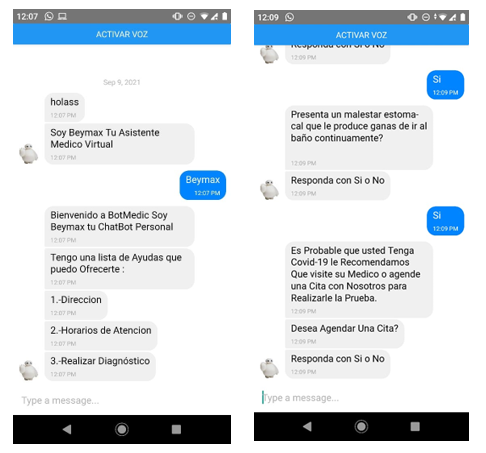 12:07
ACTIVAR VOZ
Sep 9, 2021
holass
12:07 PM
Soy Beymax Tu Asistente
Medico Virtual
12:07 PM
Beymax
12:07 PM
Bienvenido a BotMedic Soy
Beymax tu ChatBot Personal
12:07 PM
Tengo una lista de Ayudas que
puedo Ofrecerte :
12:07 PM
1.-Direccion
12:07 PM
2.-Horarios de Atencion
12:07 PM
3.-Realizar Diagnóstico
12:07 PM
Type a message...
12:09
ACTIVAR VOZ
Responda con Si o No
12:09 PM
Si
12:09 PM
Presenta un malestar estoma-
cal que le produce ganas de ir al
baño continuamente?
12:09 PM
Responda con Si o No
12:09 PM
Si
12:09 PM
Es Probable que usted Tenga
Covid-19 le Recomendamos
Que visite su Medico o agende
una Cita con Nosotros para
Realizarle la Prueba.
12:09 PM
Desea Agendar Una Cita?
12:09 PM
Responda con Si o No
12:09 PM
Type a message...